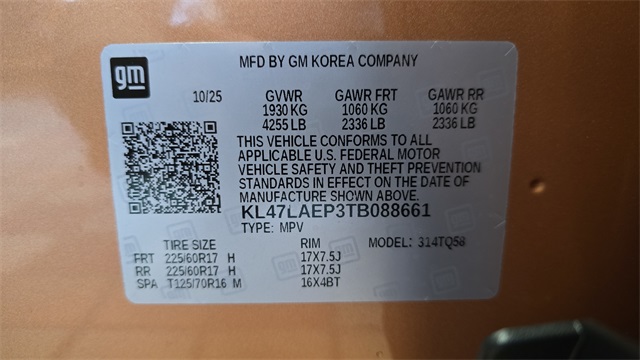 gm
MFD BY GM KOREA COMPANY
10/25 GVWR GAWR FRT GAWR RR
1930 KG 1060 KG 1060 KG
4255 LB 2336 LB 2336 LB
THIS VEHICLE CONFORMS TO ALL
APPLICABLE U.S. FEDERAL MOTOR
VEHICLE SAFETY AND THEFT PREVENTION
STANDARDS IN EFFECT ON THE DATE OF
MANUFACTURE SHOWN ABOVE.
KL47LAEP3TB088661
TYPE: MPV
TIRE SIZE RIM MODEL: 314TQ58
FRT 225/60R17 H 17X7.5J
RR 225/60R17 H 17X7.5J
SPA T125/70R16 M 16X4BT